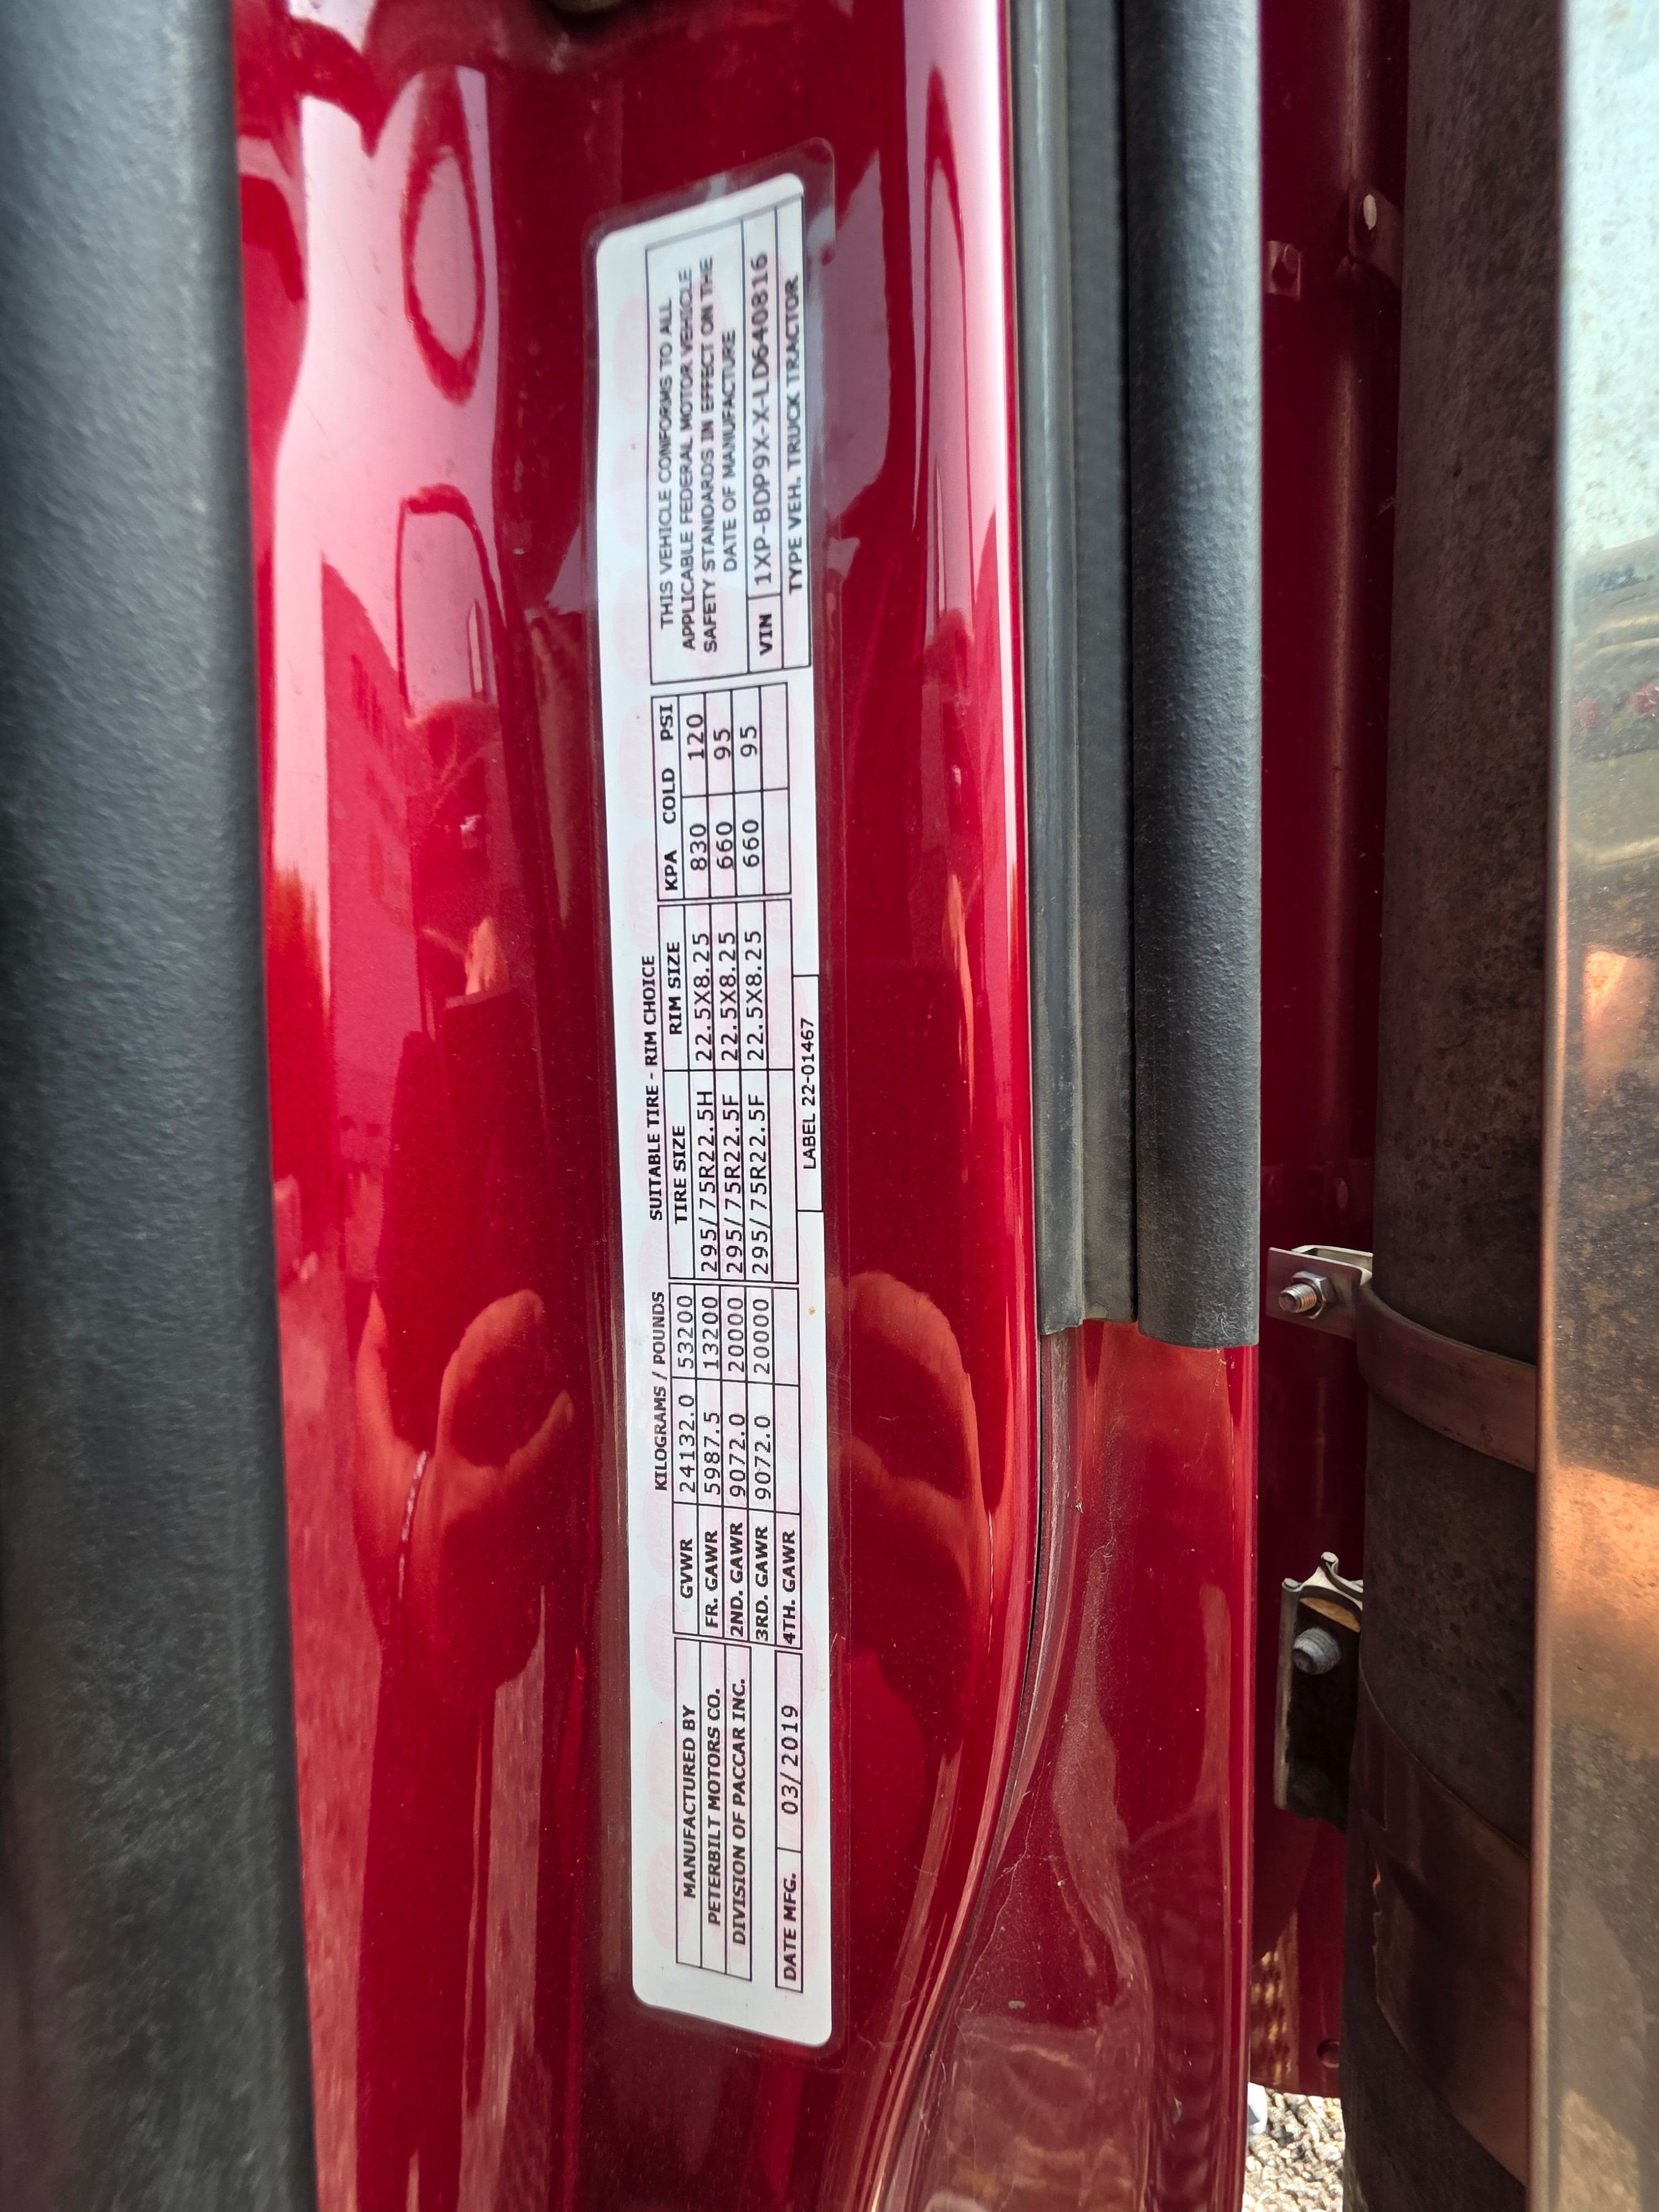 MANUFACTURED BY
PETERBILT MOTORS CO.
DIVISION OF PACCAR INC.
DATE MFG. 03/2019
KILOGRAMS / POUNDS
GVWR 24132.0 53200
FR. GAWR 5987.5 13200
2ND. GAWR 9072.0 20000
3RD. GAWR 9072.0 20000
4TH. GAWR
SUITABLE TIRE - RIM CHOICE
TIRE SIZE RIM SIZE KPA COLD PSI
295/75R22.5H 22.5X8.25 830 120
295/75R22.5F 22.5X8.25 660 95
295/75R22.5F 22.5X8.25 660 95
LABEL 22-01467
THIS VEHICLE CONFORMS TO ALL
APPLICABLE FEDERAL MOTOR VEHICLE
SAFETY STANDARDS IN EFFECT ON THE
DATE OF MANUFACTURE
VIN 1XP-BDP9X-X-LD640816
TYPE VEH. TRUCK TRACTOR